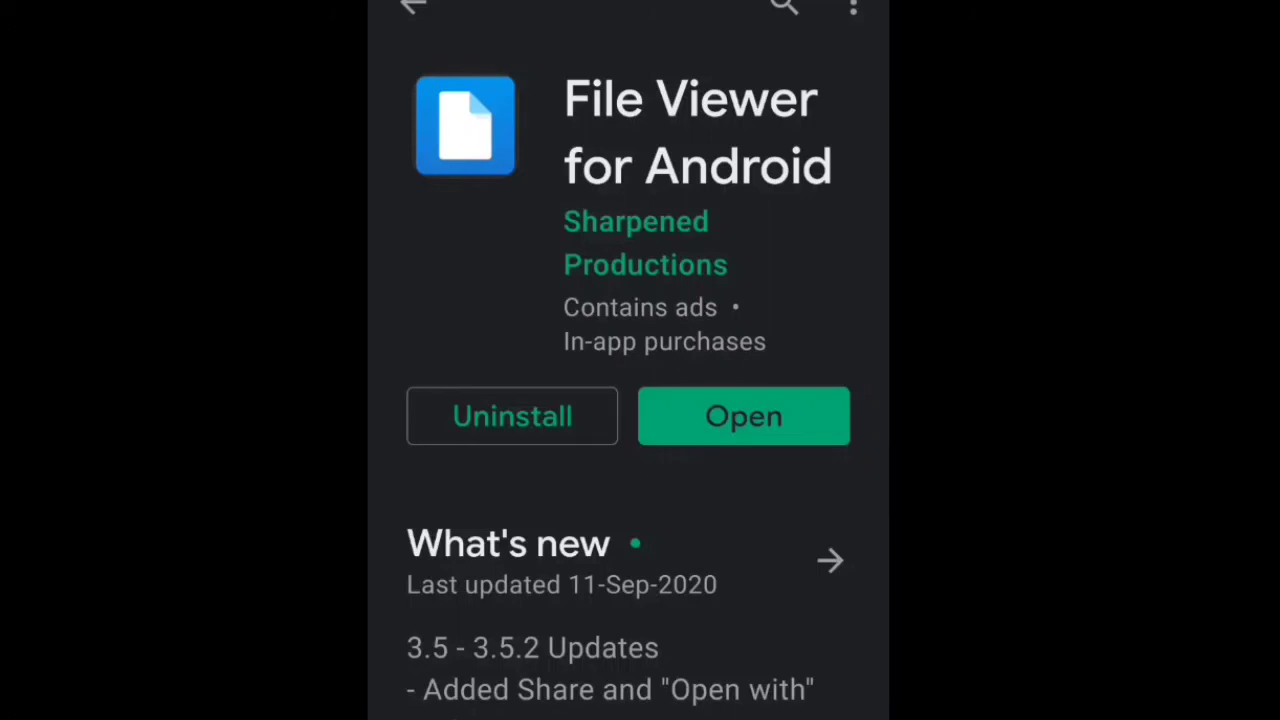 File Viewer
for Android
Sharpened
Productions
Contains ads •
In-app purchases
Uninstall
Open
What's new •
Last updated 11-Sep-2020
3.5 - 3.5.2 Updates
- Added Share and "Open with"